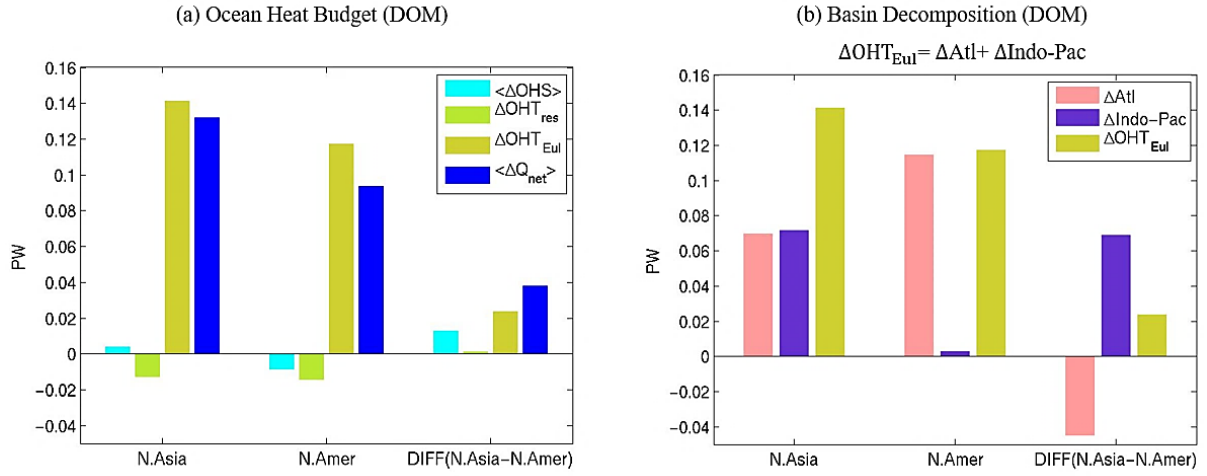 (a) Ocean Heat Budget (DOM)
0.16
0.14
0.12
0.1
0.08
0.06
0.04
0.02
0
−0.02
−0.04
PW
<ΔOHS>
ΔOHT_res
ΔOHT_Eul
<ΔQ_net>
N.Asia
N.Amer
DIFF(N.Asia−N.Amer)
(b) Basin Decomposition (DOM)
ΔOHT_Eul= ΔAtl+ ΔIndo-Pac
0.16
0.14
0.12
0.1
0.08
0.06
0.04
0.02
0
−0.02
−0.04
PW
ΔAtl
ΔIndo−Pac
ΔOHT_Eul
N.Asia
N.Amer
DIFF(N.Asia−N.Amer)